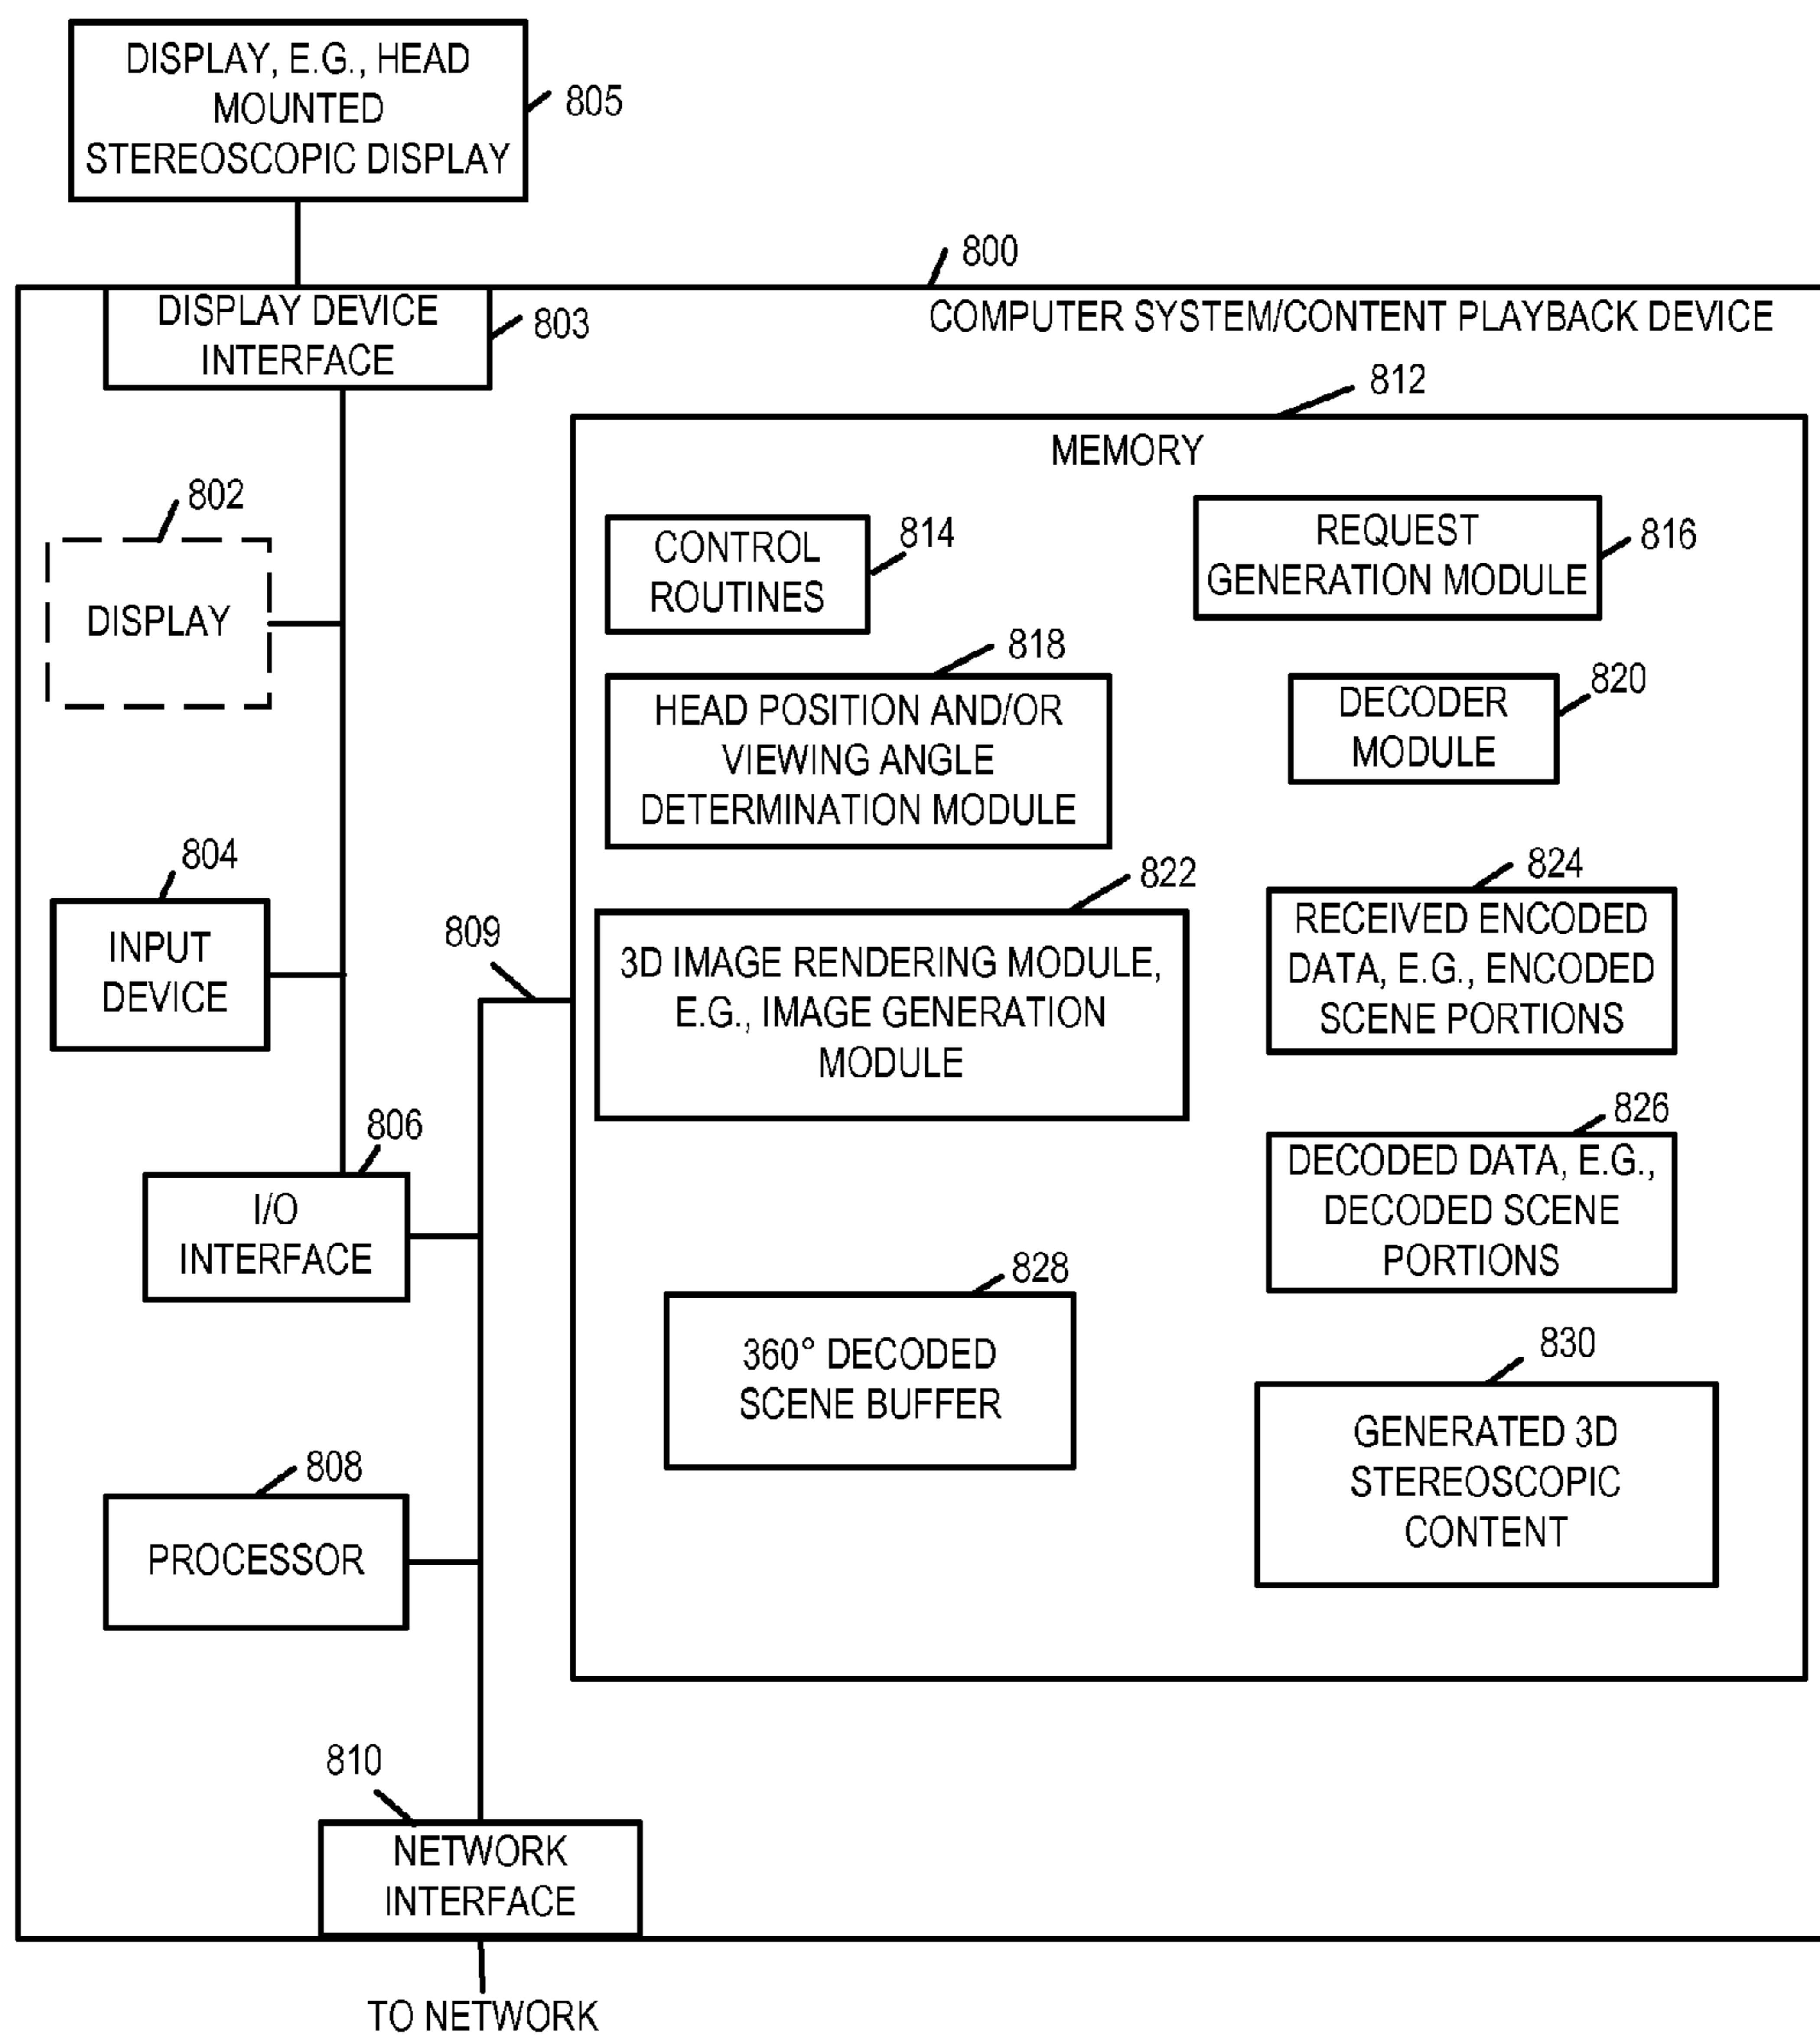 DISPLAY, E.G., HEAD
MOUNTED
STEREOSCOPIC DISPLAY
805
800
DISPLAY DEVICE
INTERFACE
803
COMPUTER SYSTEM/CONTENT PLAYBACK DEVICE
812
MEMORY
802
DISPLAY
CONTROL
ROUTINES
814
REQUEST
GENERATION MODULE
816
818
HEAD POSITION AND/OR
VIEWING ANGLE
DETERMINATION MODULE
820
DECODER
MODULE
804
INPUT
DEVICE
809
822
3D IMAGE RENDERING MODULE,
E.G., IMAGE GENERATION
MODULE
824
RECEIVED ENCODED
DATA, E.G., ENCODED
SCENE PORTIONS
806
I/O
INTERFACE
826
DECODED DATA, E.G.,
DECODED SCENE
PORTIONS
828
360° DECODED
SCENE BUFFER
830
GENERATED 3D
STEREOSCOPIC
CONTENT
808
PROCESSOR
810
NETWORK
INTERFACE
TO NETWORK